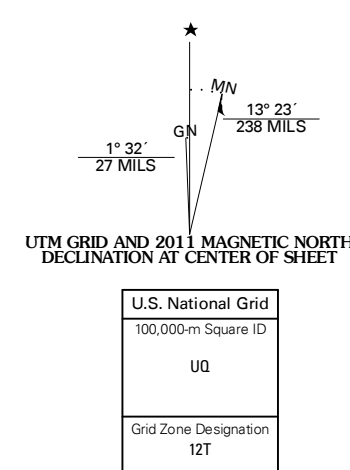 MN
13° 23´
238 MILS
GN
1° 32´
27 MILS
UTM GRID AND 2011 MAGNETIC NORTH
DECLINATION AT CENTER OF SHEET
U.S. National Grid
100,000-m Square ID
UQ
Grid Zone Designation
12T